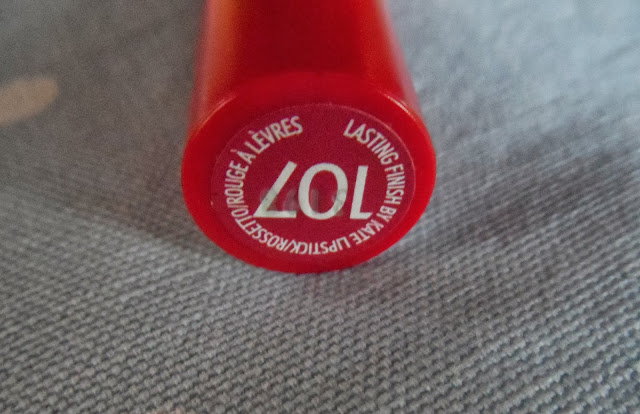 LASTING FINISH BY KATE LIPSTICK/ROSSETTO/ROUGE À LÈVRES
107